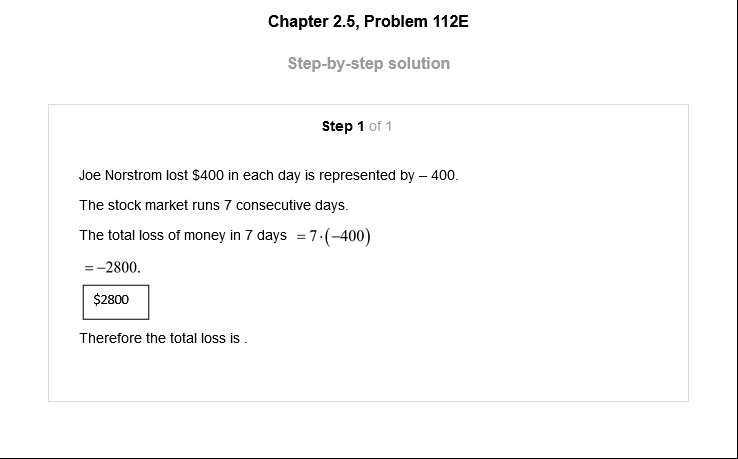 Chapter 2.5, Problem 112E
Step-by-step solution
Step 1 of 1
Joe Norstrom lost $400 in each day is represented by – 400.
The stock market runs 7 consecutive days.
The total loss of money in 7 days = 7·(−400)
= −2800.
$2800
Therefore the total loss is .